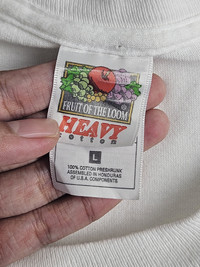 FRUIT OF THE LOOM
HEAVY
cotton
L
100% COTTON PRESHRUNK
ASSEMBLED IN HONDURAS
OF U.S.A. COMPONENTS